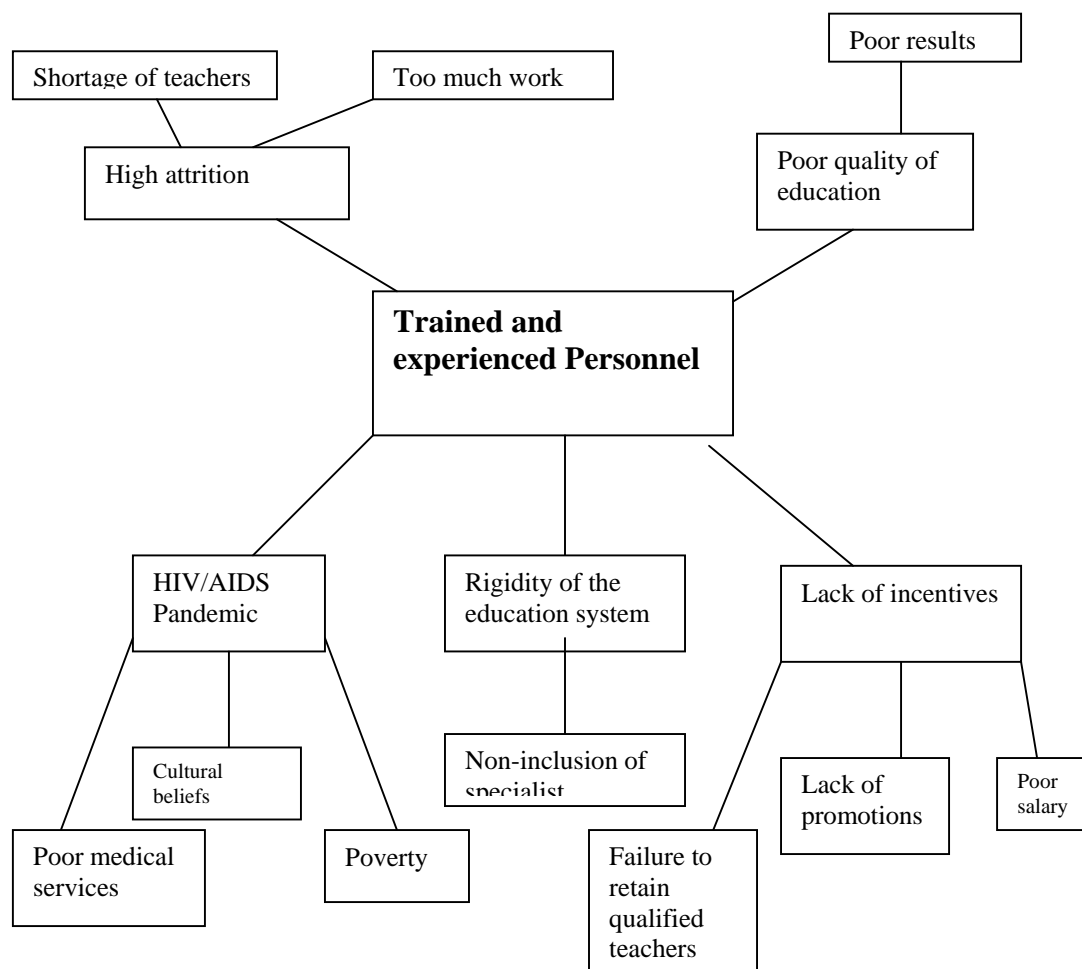 Poor results
Shortage of teachers
Too much work
High attrition
Poor quality of
education
Trained and
experienced Personnel
HIV/AIDS
Pandemic
Rigidity of the
education system
Lack of incentives
Cultural
beliefs
Non-inclusion of
specialist
Lack of
promotions
Poor
salary
Poor medical
services
Poverty
Failure to
retain
qualified
teachers